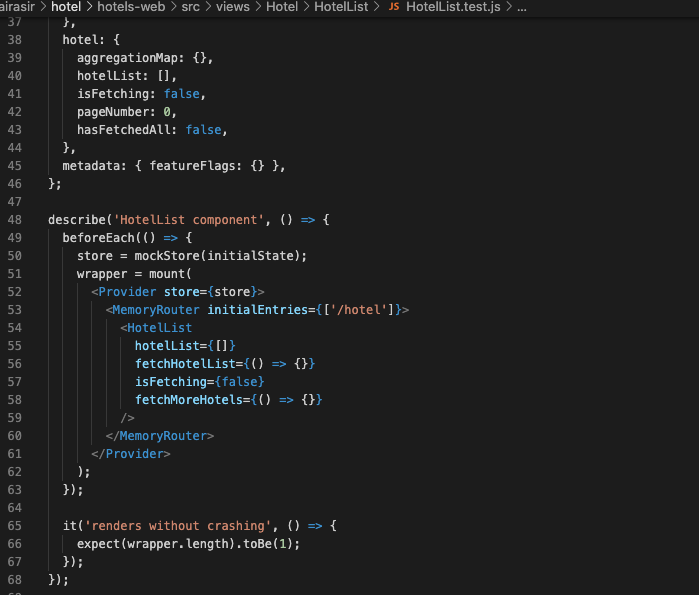 airasir > hotel > hotels-web > src > views > Hotel > HotelList > JS HotelList.test.js > ...
37 },
38 hotel: {
39 aggregationMap: {},
40 hotelList: [],
41 isFetching: false,
42 pageNumber: 0,
43 hasFetchedAll: false,
44 },
45 metadata: { featureFlags: {} },
46 };
47
48 describe('HotelList component', () => {
49 beforeEach(() => {
50 store = mockStore(initialState);
51 wrapper = mount(
52 <Provider store={store}>
53 <MemoryRouter initialEntries={['/hotel']}>
54 <HotelList
55 hotelList={[]}
56 fetchHotelList={() => {}}
57 isFetching={false}
58 fetchMoreHotels={() => {}}
59 />
60 </MemoryRouter>
61 </Provider>
62 );
63 });
64
65 it('renders without crashing', () => {
66 expect(wrapper.length).toBe(1);
67 });
68 });